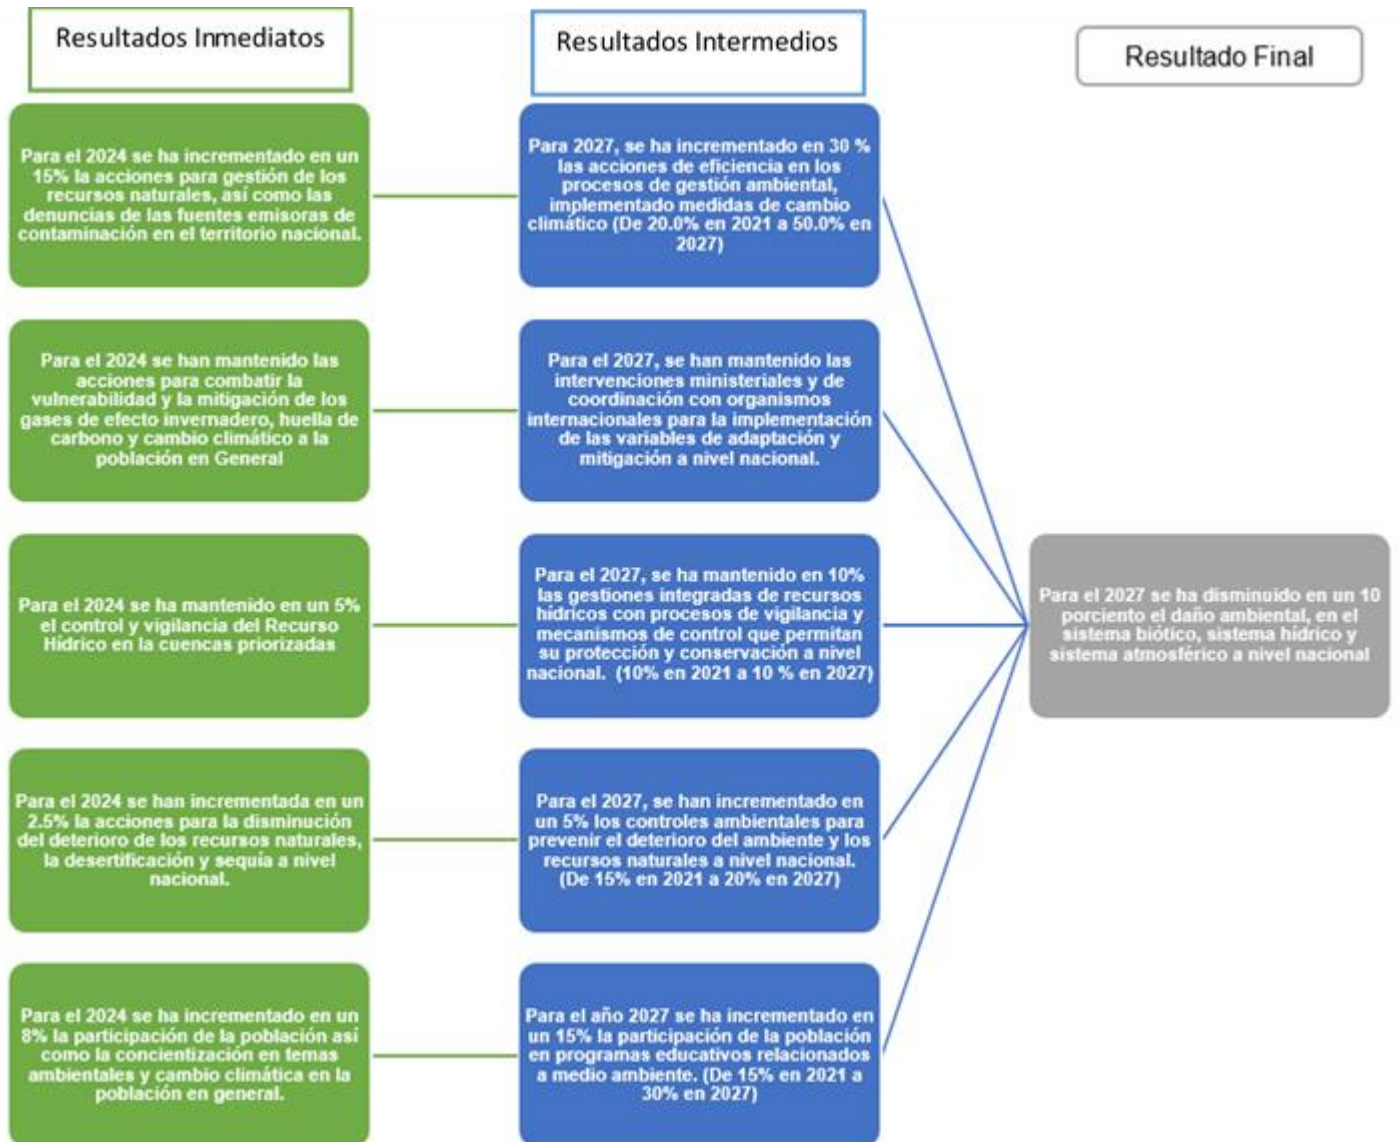 Resultados Inmediatos
Resultados Intermedios
Resultado Final
Para el 2024 se ha incrementado en un
15% la acciones para gestión de los
recursos naturales, así como las
denuncias de las fuentes emisoras de
contaminación en el territorio nacional.
Para 2027, se ha incrementado en 30 %
las acciones de eficiencia en los
procesos de gestión ambiental,
implementado medidas de cambio
climático (De 20.0% en 2021 a 50.0% en
2027)
Para el 2024 se han mantenido las
acciones para combatir la
vulnerabilidad y la mitigación de los
gases de efecto invernadero, huella de
carbono y cambio climático a la
población en General
Para el 2027, se han mantenido las
intervenciones ministeriales y de
coordinación con organismos
internacionales para la implementación
de las variables de adaptación y
mitigación a nivel nacional.
Para el 2024 se ha mantenido en un 5%
el control y vigilancia del Recurso
Hídrico en la cuencas priorizadas
Para el 2027, se ha mantenido en 10%
las gestiones integradas de recursos
hídricos con procesos de vigilancia y
mecanismos de control que permitan
su protección y conservación a nivel
nacional.  (10% en 2021 a 10 % en 2027)
Para el 2027 se ha disminuido en un 10
porciento el daño ambiental, en el
sistema biótico, sistema hídrico y
sistema atmosférico a nivel nacional
Para el 2024 se han incrementada en un
2.5% la acciones para la disminución
del deterioro de los recursos naturales,
la desertificación y sequía a nivel
nacional.
Para el 2027, se han incrementado en
un 5% los controles ambientales para
prevenir el deterioro del ambiente y los
recursos naturales a nivel nacional.
(De 15% en 2021 a 20% en 2027)
Para el 2024 se ha incrementado en un
8% la participación de la población así
como la concientización en temas
ambientales y cambio climática en la
población en general.
Para el año 2027 se ha incrementado en
un 15% la participación de la población
en programas educativos relacionados
a medio ambiente. (De 15% en 2021 a
30% en 2027)